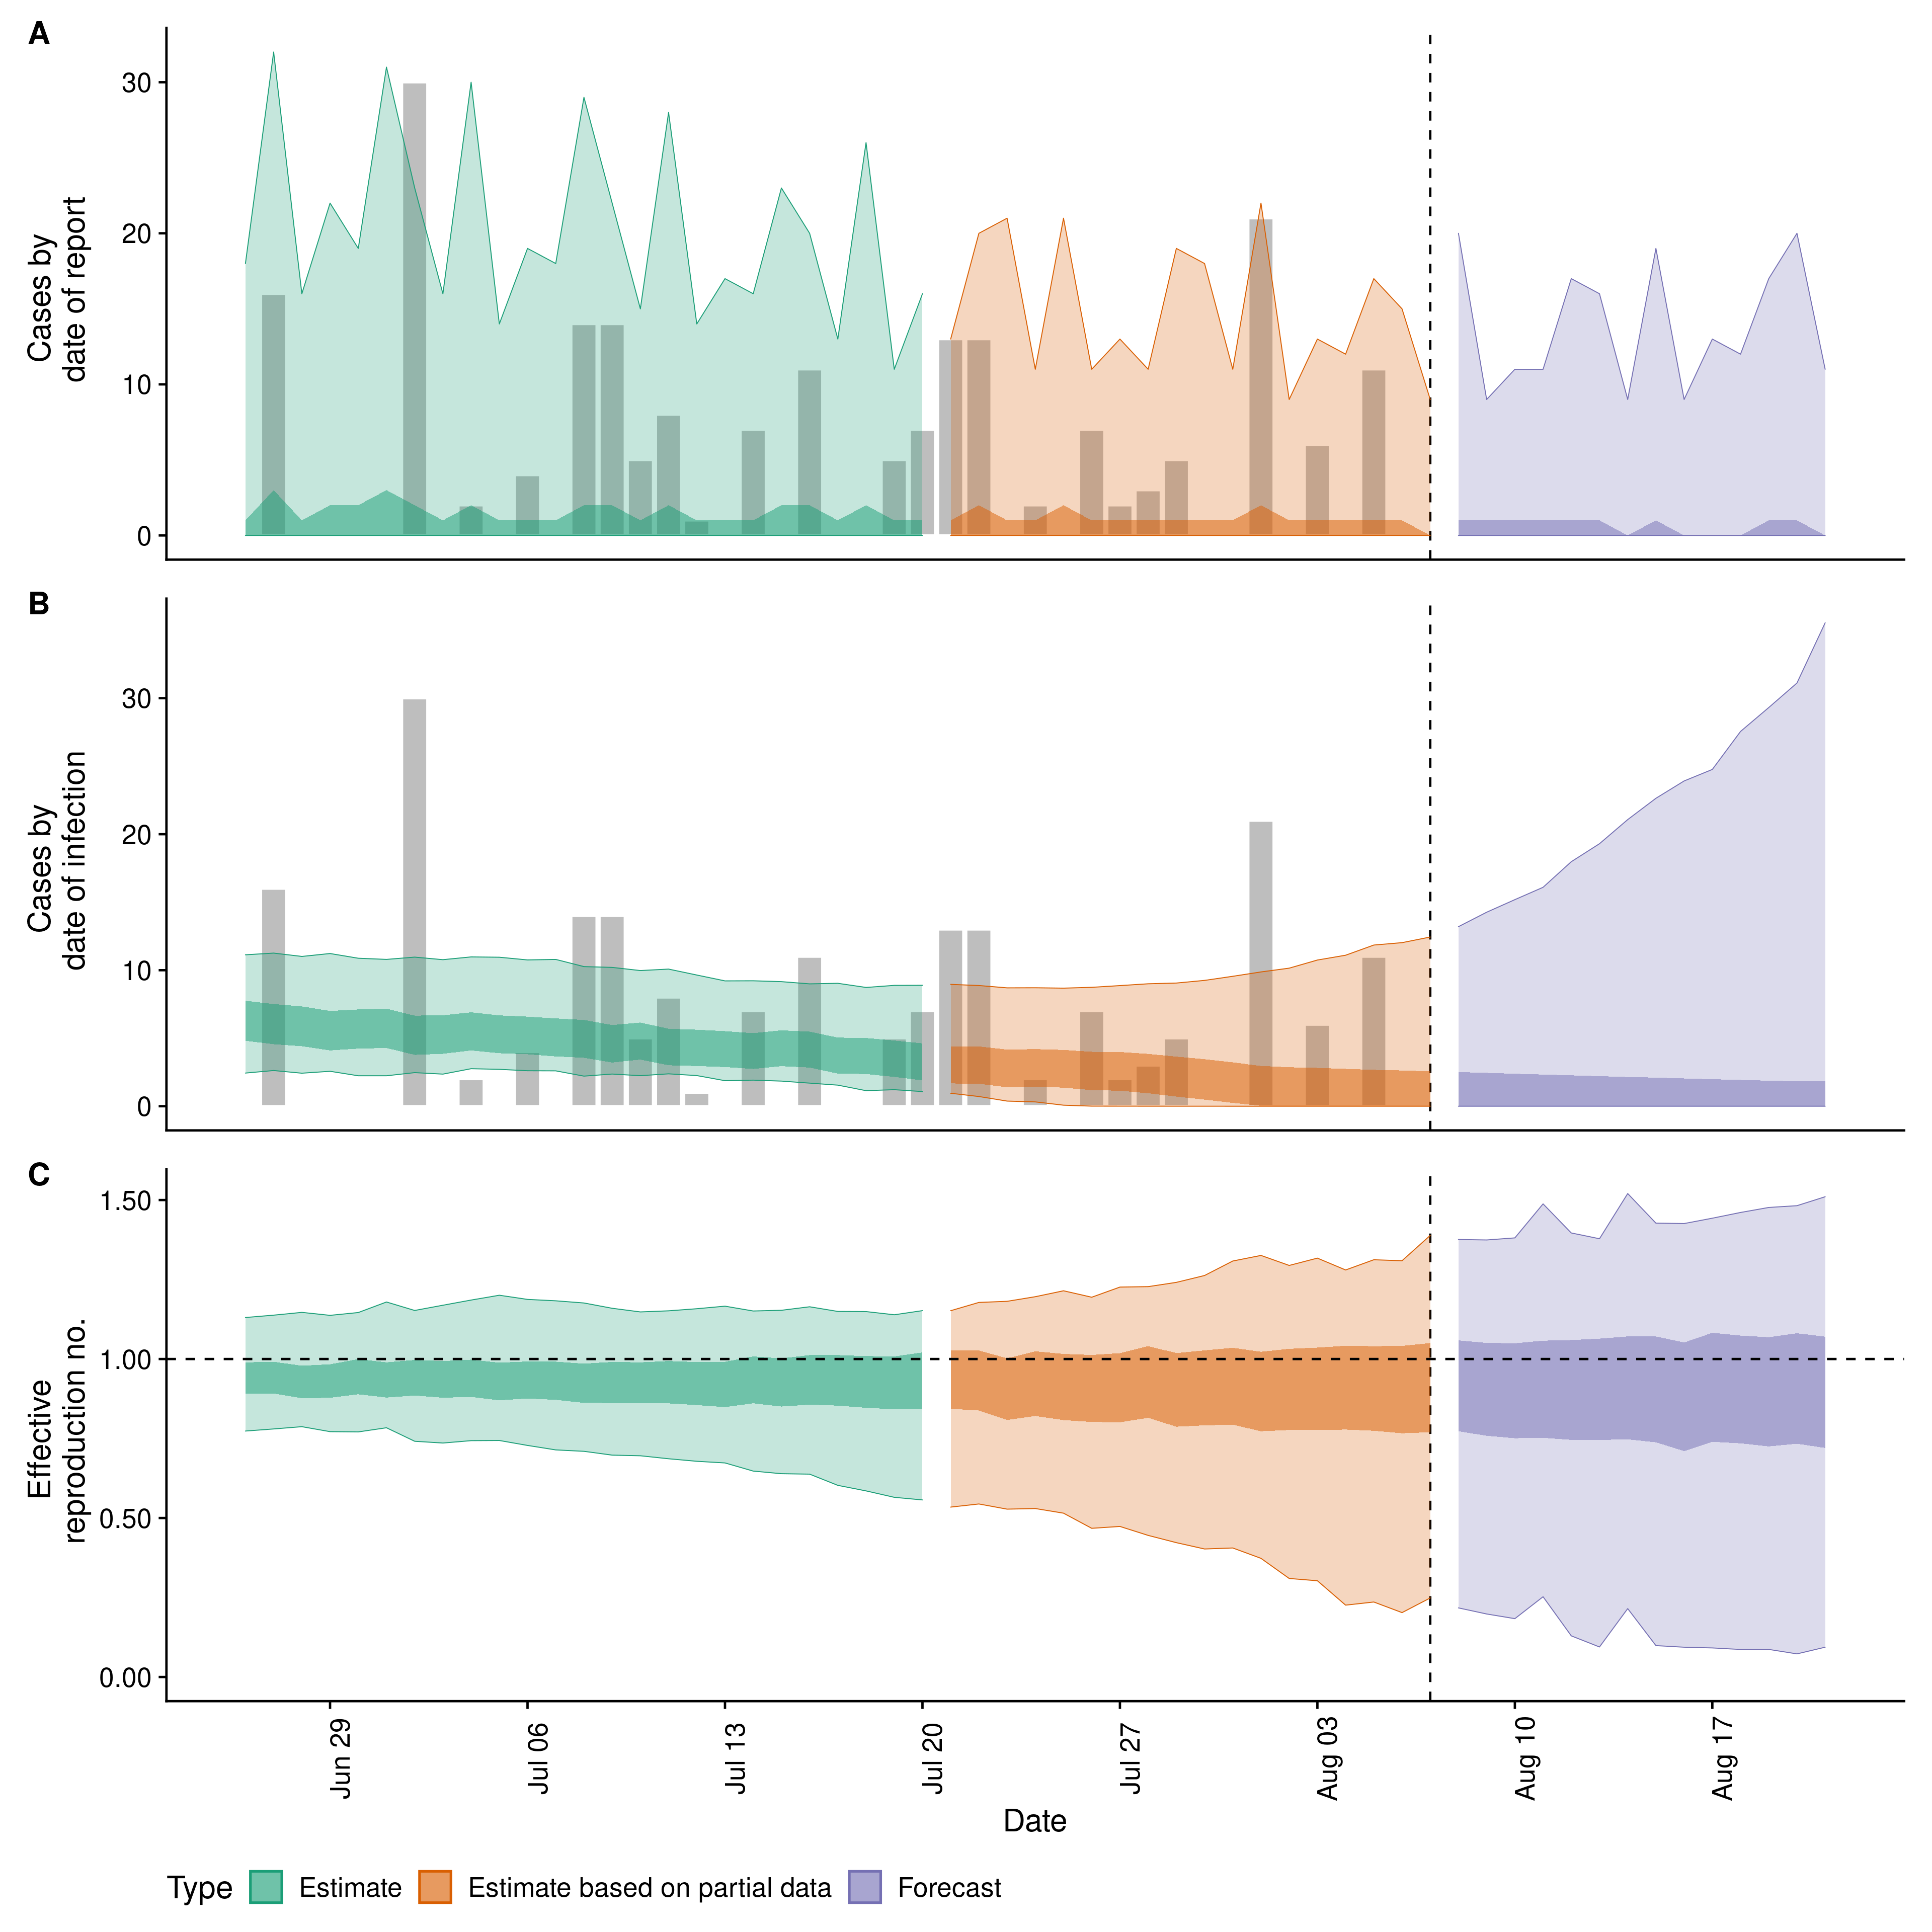 A
Cases by
date of report
30
20
10
0
B
Cases by
date of infection
30
20
10
0
C
Effective
reproduction no.
1.50
1.00
0.50
0.00
Jun 29
Jul 06
Jul 13
Jul 20
Jul 27
Aug 03
Aug 10
Aug 17
Date
Type Estimate Estimate based on partial data Forecast